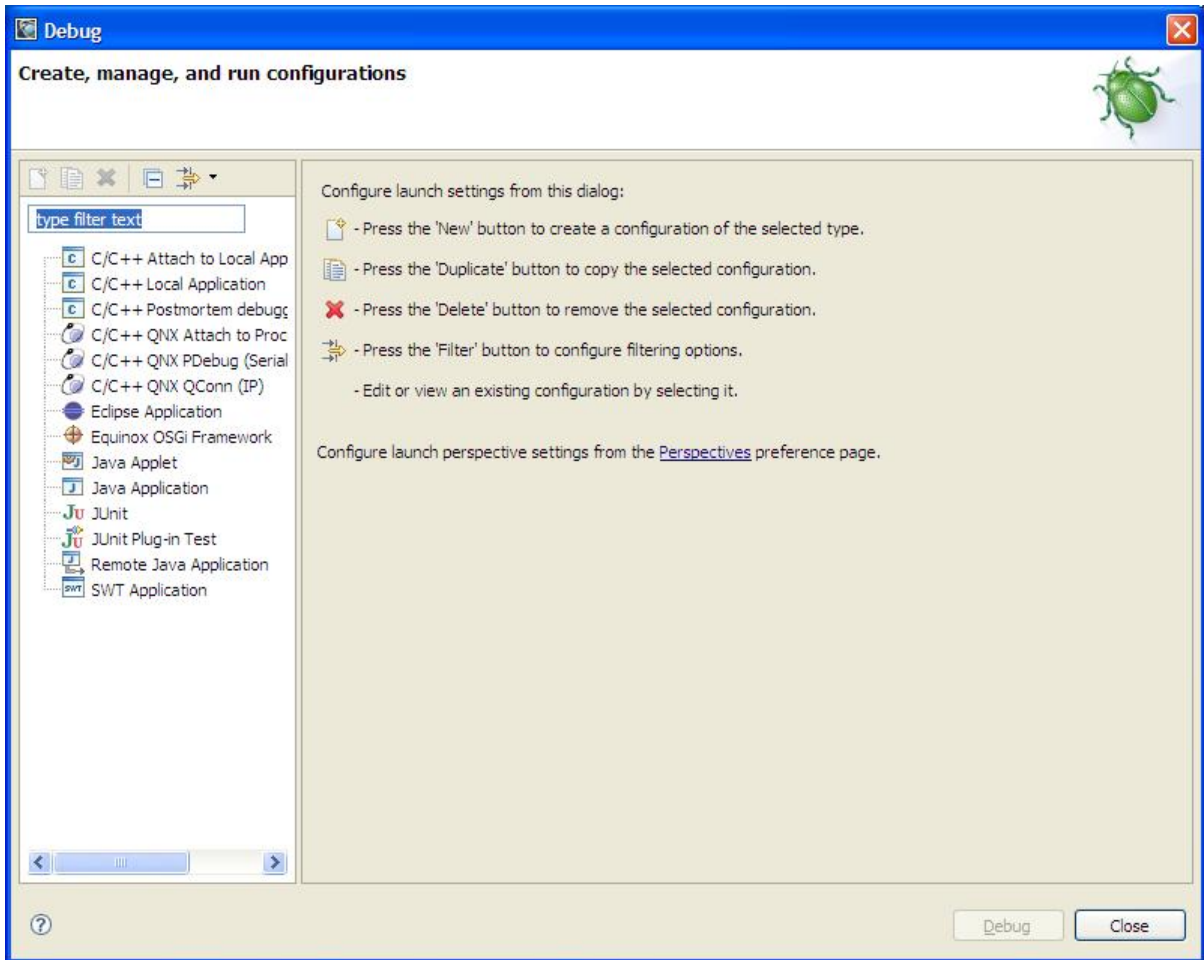 Debug
Create, manage, and run configurations
type filter text
C/C++ Attach to Local App
C/C++ Local Application
C/C++ Postmortem debugg
C/C++ QNX Attach to Proc
C/C++ QNX PDebug (Serial
C/C++ QNX QConn (IP)
Eclipse Application
Equinox OSGi Framework
Java Applet
Java Application
JUnit
JUnit Plug-in Test
Remote Java Application
SWT Application
Configure launch settings from this dialog:
- Press the 'New' button to create a configuration of the selected type.
- Press the 'Duplicate' button to copy the selected configuration.
- Press the 'Delete' button to remove the selected configuration.
- Press the 'Filter' button to configure filtering options.
- Edit or view an existing configuration by selecting it.
Configure launch perspective settings from the Perspectives preference page.
Debug
Close